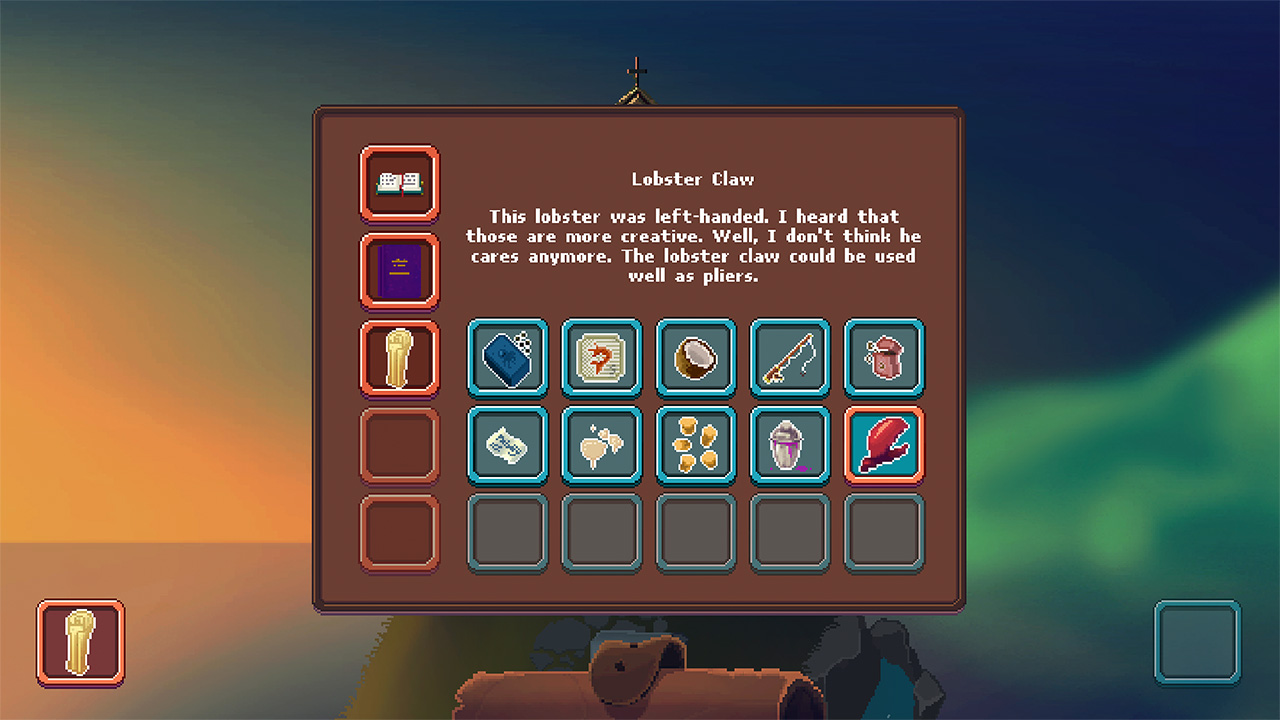 Lobster Claw
This lobster was left-handed. I heard that
those are more creative. Well, I don't think he
cares anymore. The lobster claw could be used
well as pliers.